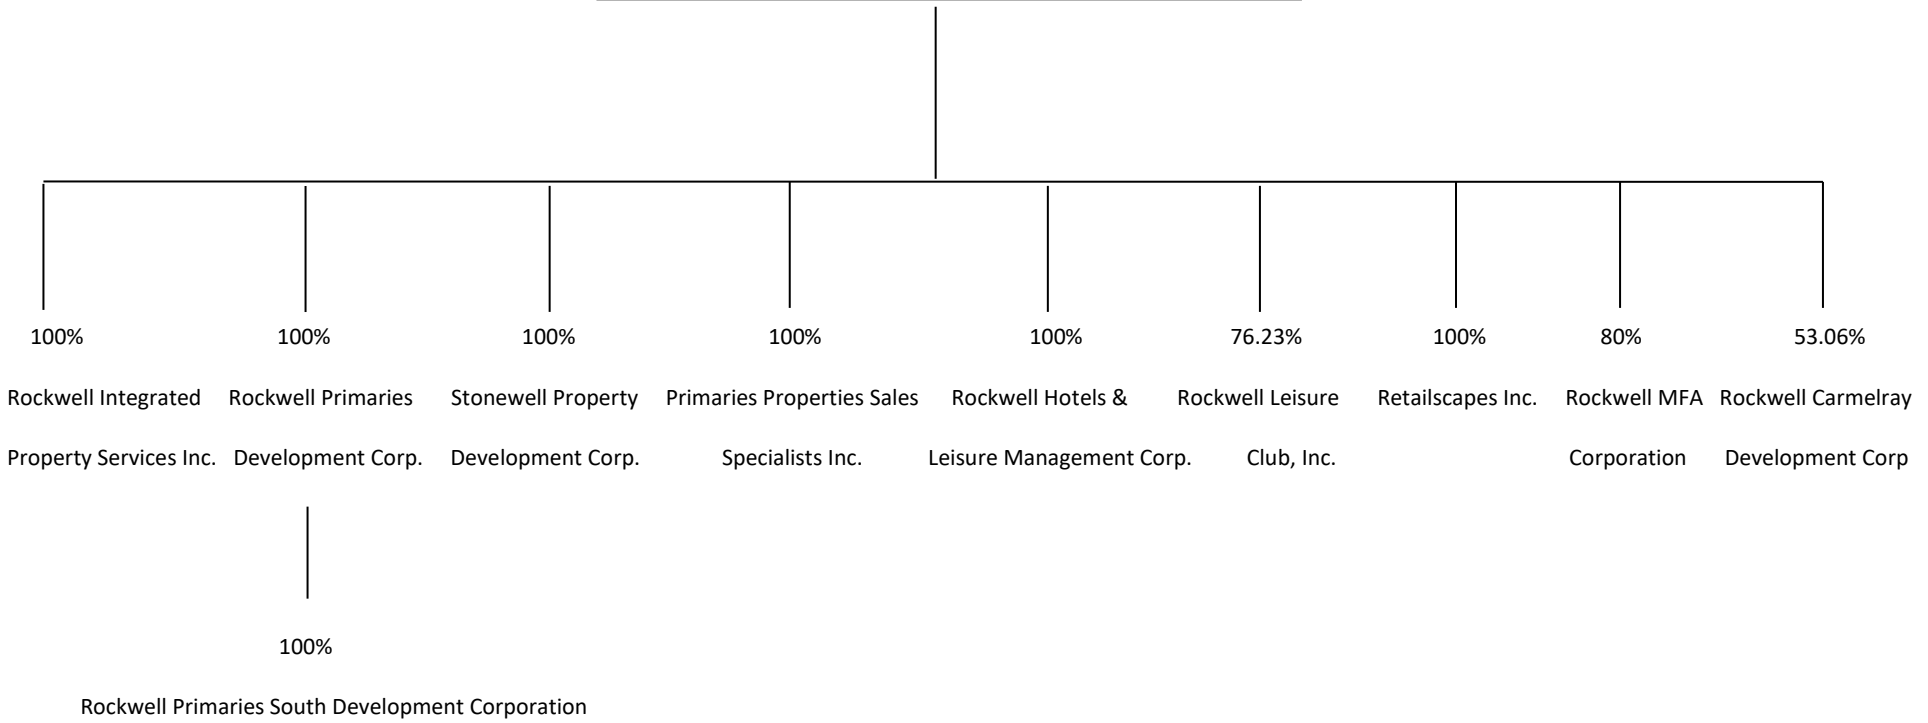 100% 100% 100% 100% 100% 76.23% 100% 80% 53.06%
Rockwell Integrated Rockwell Primaries Stonewell Property Primaries Properties Sales Rockwell Hotels & Rockwell Leisure Retailscapes Inc. Rockwell MFA Rockwell Carmelray
Property Services Inc. Development Corp. Development Corp. Specialists Inc. Leisure Management Corp. Club, Inc. Corporation Development Corp
100%
Rockwell Primaries South Development Corporation